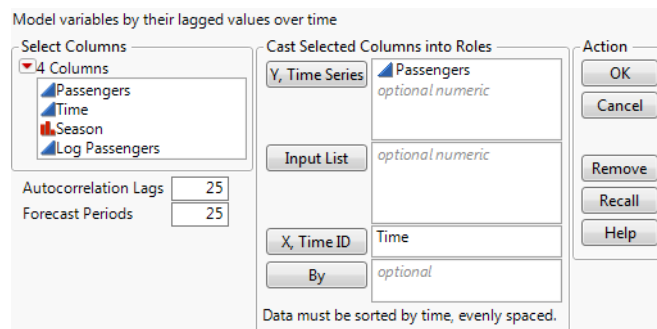 Model variables by their lagged values over time
Select Columns
4 Columns
Passengers
Time
Season
Log Passengers
Autocorrelation Lags 25
Forecast Periods 25
Cast Selected Columns into Roles
Y, Time Series
Passengers
optional numeric
Input List
optional numeric
X, Time ID
Time
By
optional
Data must be sorted by time, evenly spaced.
Action
OK
Cancel
Remove
Recall
Help